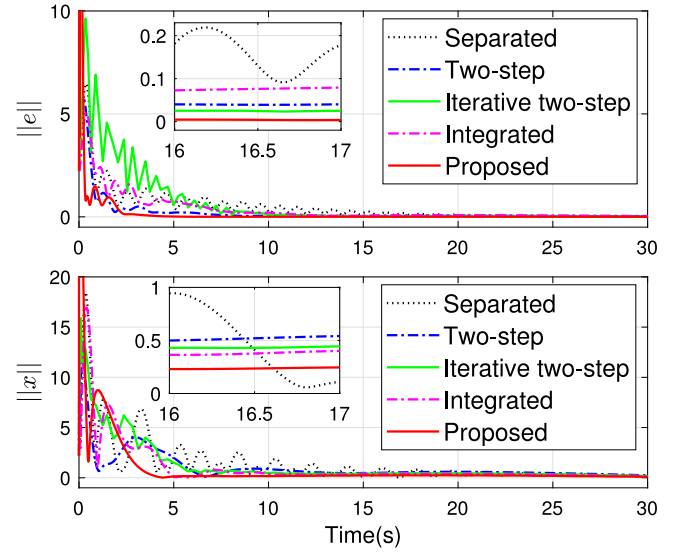 10
5
0
||e||
0.2
0.1
0
16 16.5 17
Separated
Two-step
Iterative two-step
Integrated
Proposed
0 5 10 15 20 25 30
20
15
10
5
0
||x||
1
0.5
0
16 16.5 17
Separated
Two-step
Iterative two-step
Integrated
Proposed
0 5 10 15 20 25 30
Time(s)